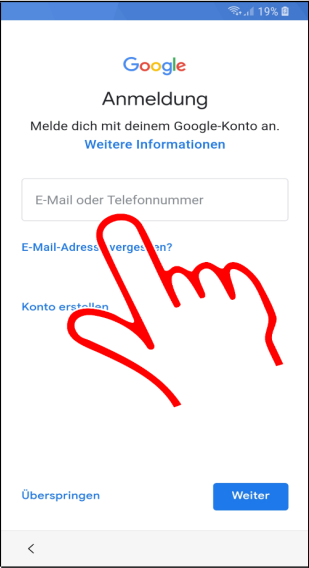 19%
Google
Anmeldung
Melde dich mit deinem Google-Konto an.
Weitere Informationen
E-Mail oder Telefonnummer
E-Mail-Adresse vergessen?
Konto erstellen
Überspringen
Weiter